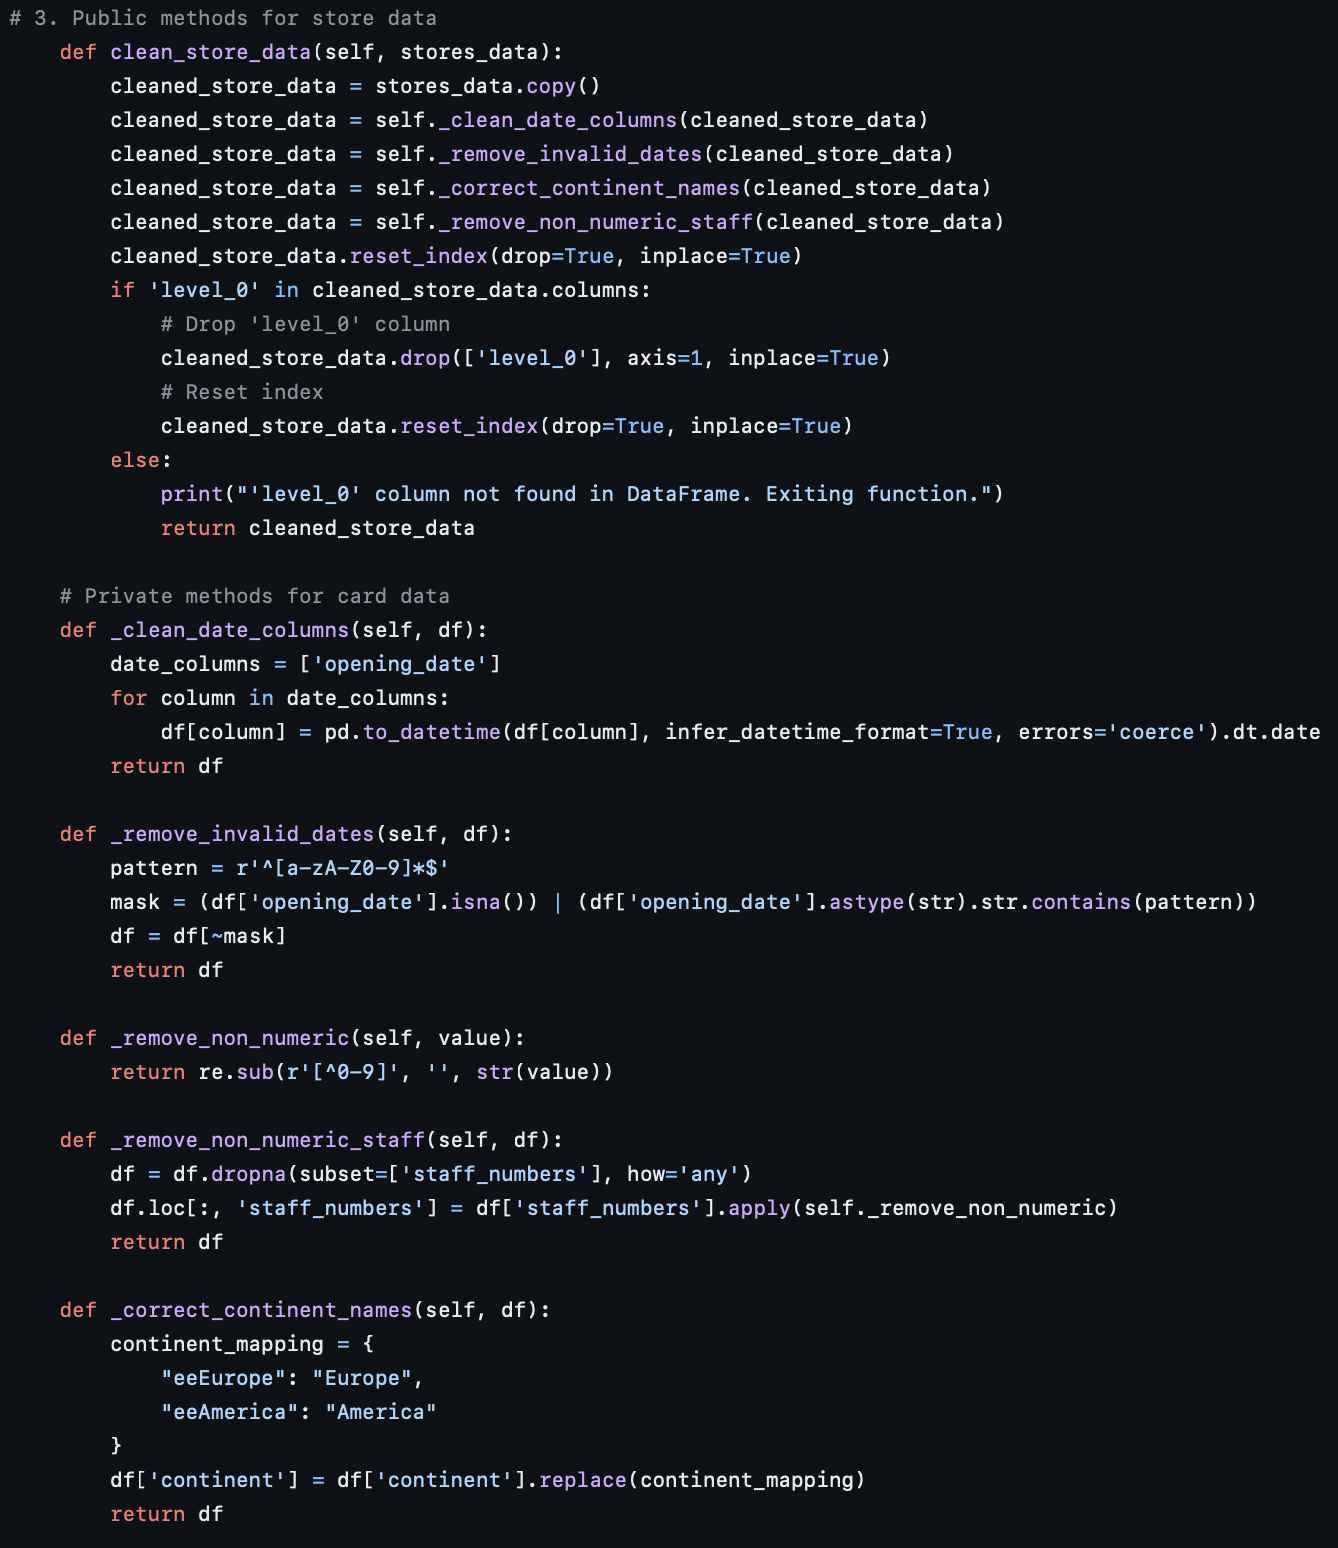 # 3. Public methods for store data
    def clean_store_data(self, stores_data):
        cleaned_store_data = stores_data.copy()
        cleaned_store_data = self._clean_date_columns(cleaned_store_data)
        cleaned_store_data = self._remove_invalid_dates(cleaned_store_data)
        cleaned_store_data = self._correct_continent_names(cleaned_store_data)
        cleaned_store_data = self._remove_non_numeric_staff(cleaned_store_data)
        cleaned_store_data.reset_index(drop=True, inplace=True)
        if 'level_0' in cleaned_store_data.columns:
            # Drop 'level_0' column
            cleaned_store_data.drop(['level_0'], axis=1, inplace=True)
            # Reset index
            cleaned_store_data.reset_index(drop=True, inplace=True)
        else:
            print("'level_0' column not found in DataFrame. Exiting function.")
            return cleaned_store_data

    # Private methods for card data
    def _clean_date_columns(self, df):
        date_columns = ['opening_date']
        for column in date_columns:
            df[column] = pd.to_datetime(df[column], infer_datetime_format=True, errors='coerce').dt.date
        return df

    def _remove_invalid_dates(self, df):
        pattern = r'^[a-zA-Z0-9]*$'
        mask = (df['opening_date'].isna()) | (df['opening_date'].astype(str).str.contains(pattern))
        df = df[~mask]
        return df

    def _remove_non_numeric(self, value):
        return re.sub(r'[^0-9]', '', str(value))

    def _remove_non_numeric_staff(self, df):
        df = df.dropna(subset=['staff_numbers'], how='any')
        df.loc[:, 'staff_numbers'] = df['staff_numbers'].apply(self._remove_non_numeric)
        return df

    def _correct_continent_names(self, df):
        continent_mapping = {
            "eeEurope": "Europe",
            "eeAmerica": "America"
        }
        df['continent'] = df['continent'].replace(continent_mapping)
        return df